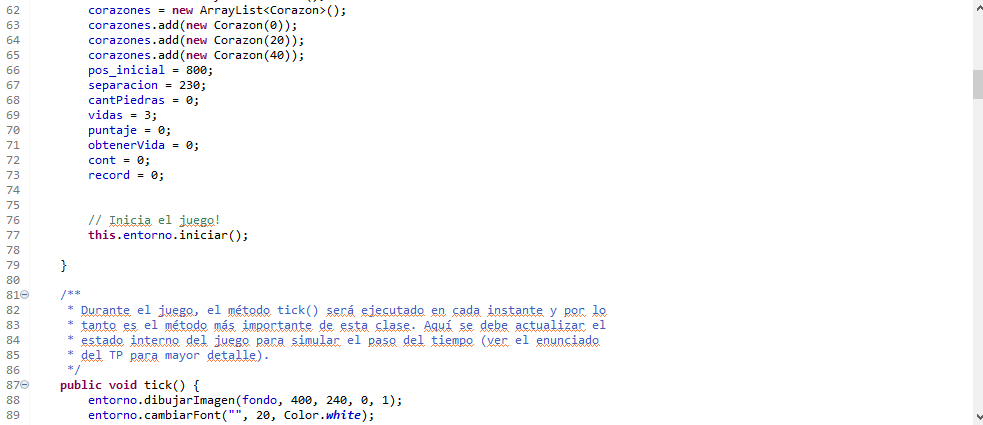 62 corazones = new ArrayList<Corazon>();
63 corazones.add(new Corazon(0));
64 corazones.add(new Corazon(20));
65 corazones.add(new Corazon(40));
66 pos_inicial = 800;
67 separacion = 230;
68 cantPiedras = 0;
69 vidas = 3;
70 puntaje = 0;
71 obtenerVida = 0;
72 cont = 0;
73 record = 0;
74
75
76 // Inicia el juego!
77 this.entorno.iniciar();
78
79 }
80
81 /**
82 * Durante el juego, el método tick() será ejecutado en cada instante y por lo
83 * tanto es el método más importante de esta clase. Aquí se debe actualizar el
84 * estado interno del juego para simular el paso del tiempo (ver el enunciado
85 * del TP para mayor detalle).
86 */
87 public void tick() {
88 entorno.dibujarImagen(fondo, 400, 240, 0, 1);
89 entorno.cambiarFont("", 20, Color.white);